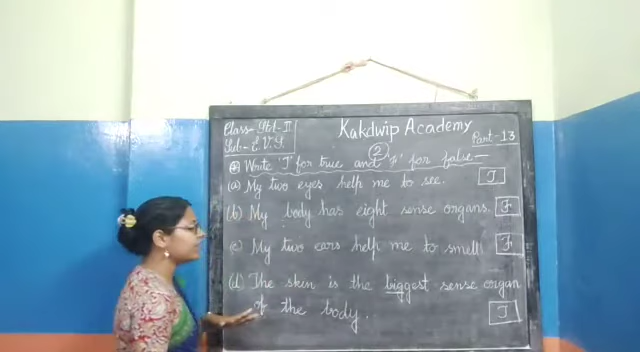 Kakdwip Academy
Class- Std-II
Sub- E.V.S.
Part-13
2
Write 'T' for true and 'F' for false —
(a) My two eyes help me to see. T
(b) My body has eight sense organs. F
(c) My two ears help me to smell F
(d) The skin is the biggest sense organ
of the body. T